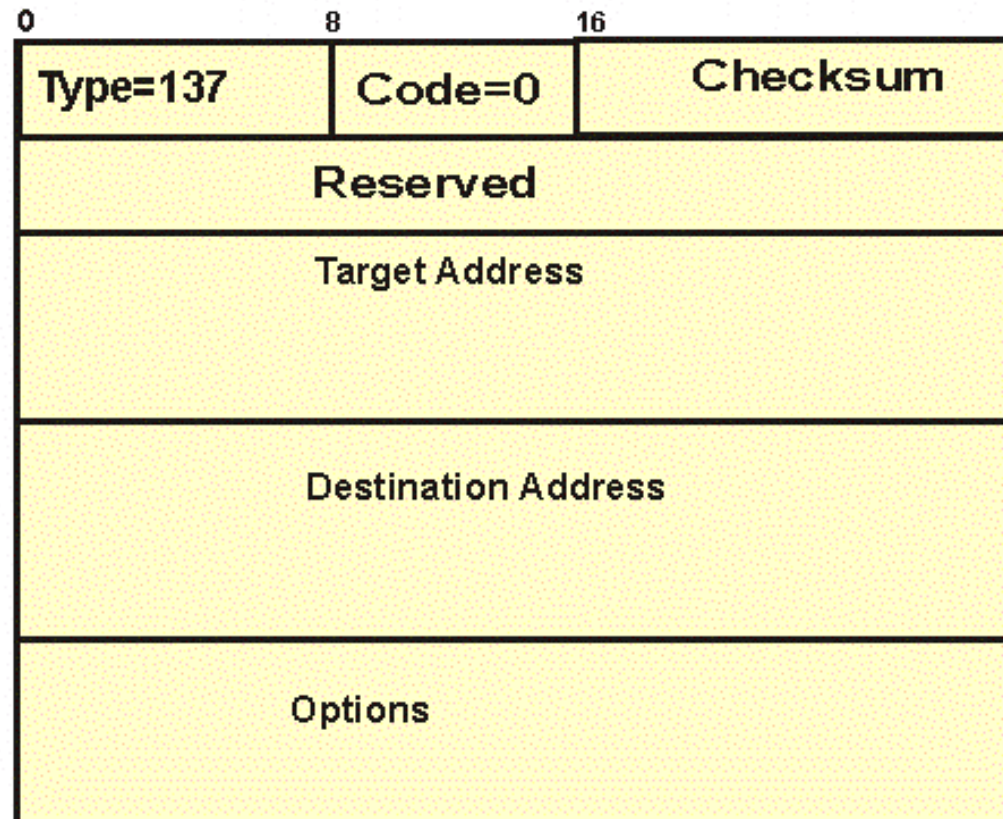 0 8 16
Type=137 Code=0 Checksum
Reserved
Target Address
Destination Address
Options